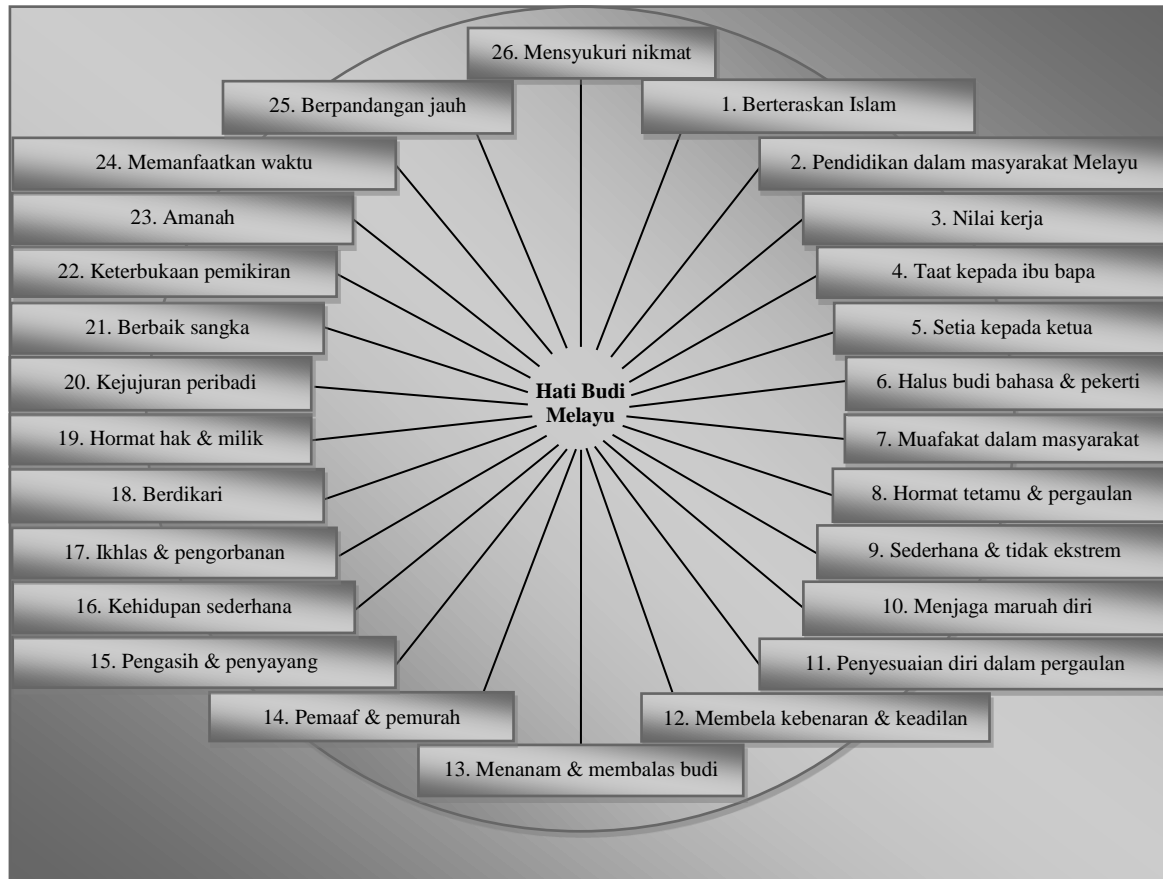 26. Mensyukuri nikmat
1. Berteraskan Islam
2. Pendidikan dalam masyarakat Melayu
3. Nilai kerja
4. Taat kepada ibu bapa
5. Setia kepada ketua
6. Halus budi bahasa & pekerti
7. Muafakat dalam masyarakat
8. Hormat tetamu & pergaulan
9. Sederhana & tidak ekstrem
10. Menjaga maruah diri
11. Penyesuaian diri dalam pergaulan
12. Membela kebenaran & keadilan
13. Menanam & membalas budi
14. Pemaaf & pemurah
15. Pengasih & penyayang
16. Kehidupan sederhana
17. Ikhlas & pengorbanan
18. Berdikari
19. Hormat hak & milik
20. Kejujuran peribadi
21. Berbaik sangka
22. Keterbukaan pemikiran
23. Amanah
24. Memanfaatkan waktu
25. Berpandangan jauh
Hati Budi
Melayu